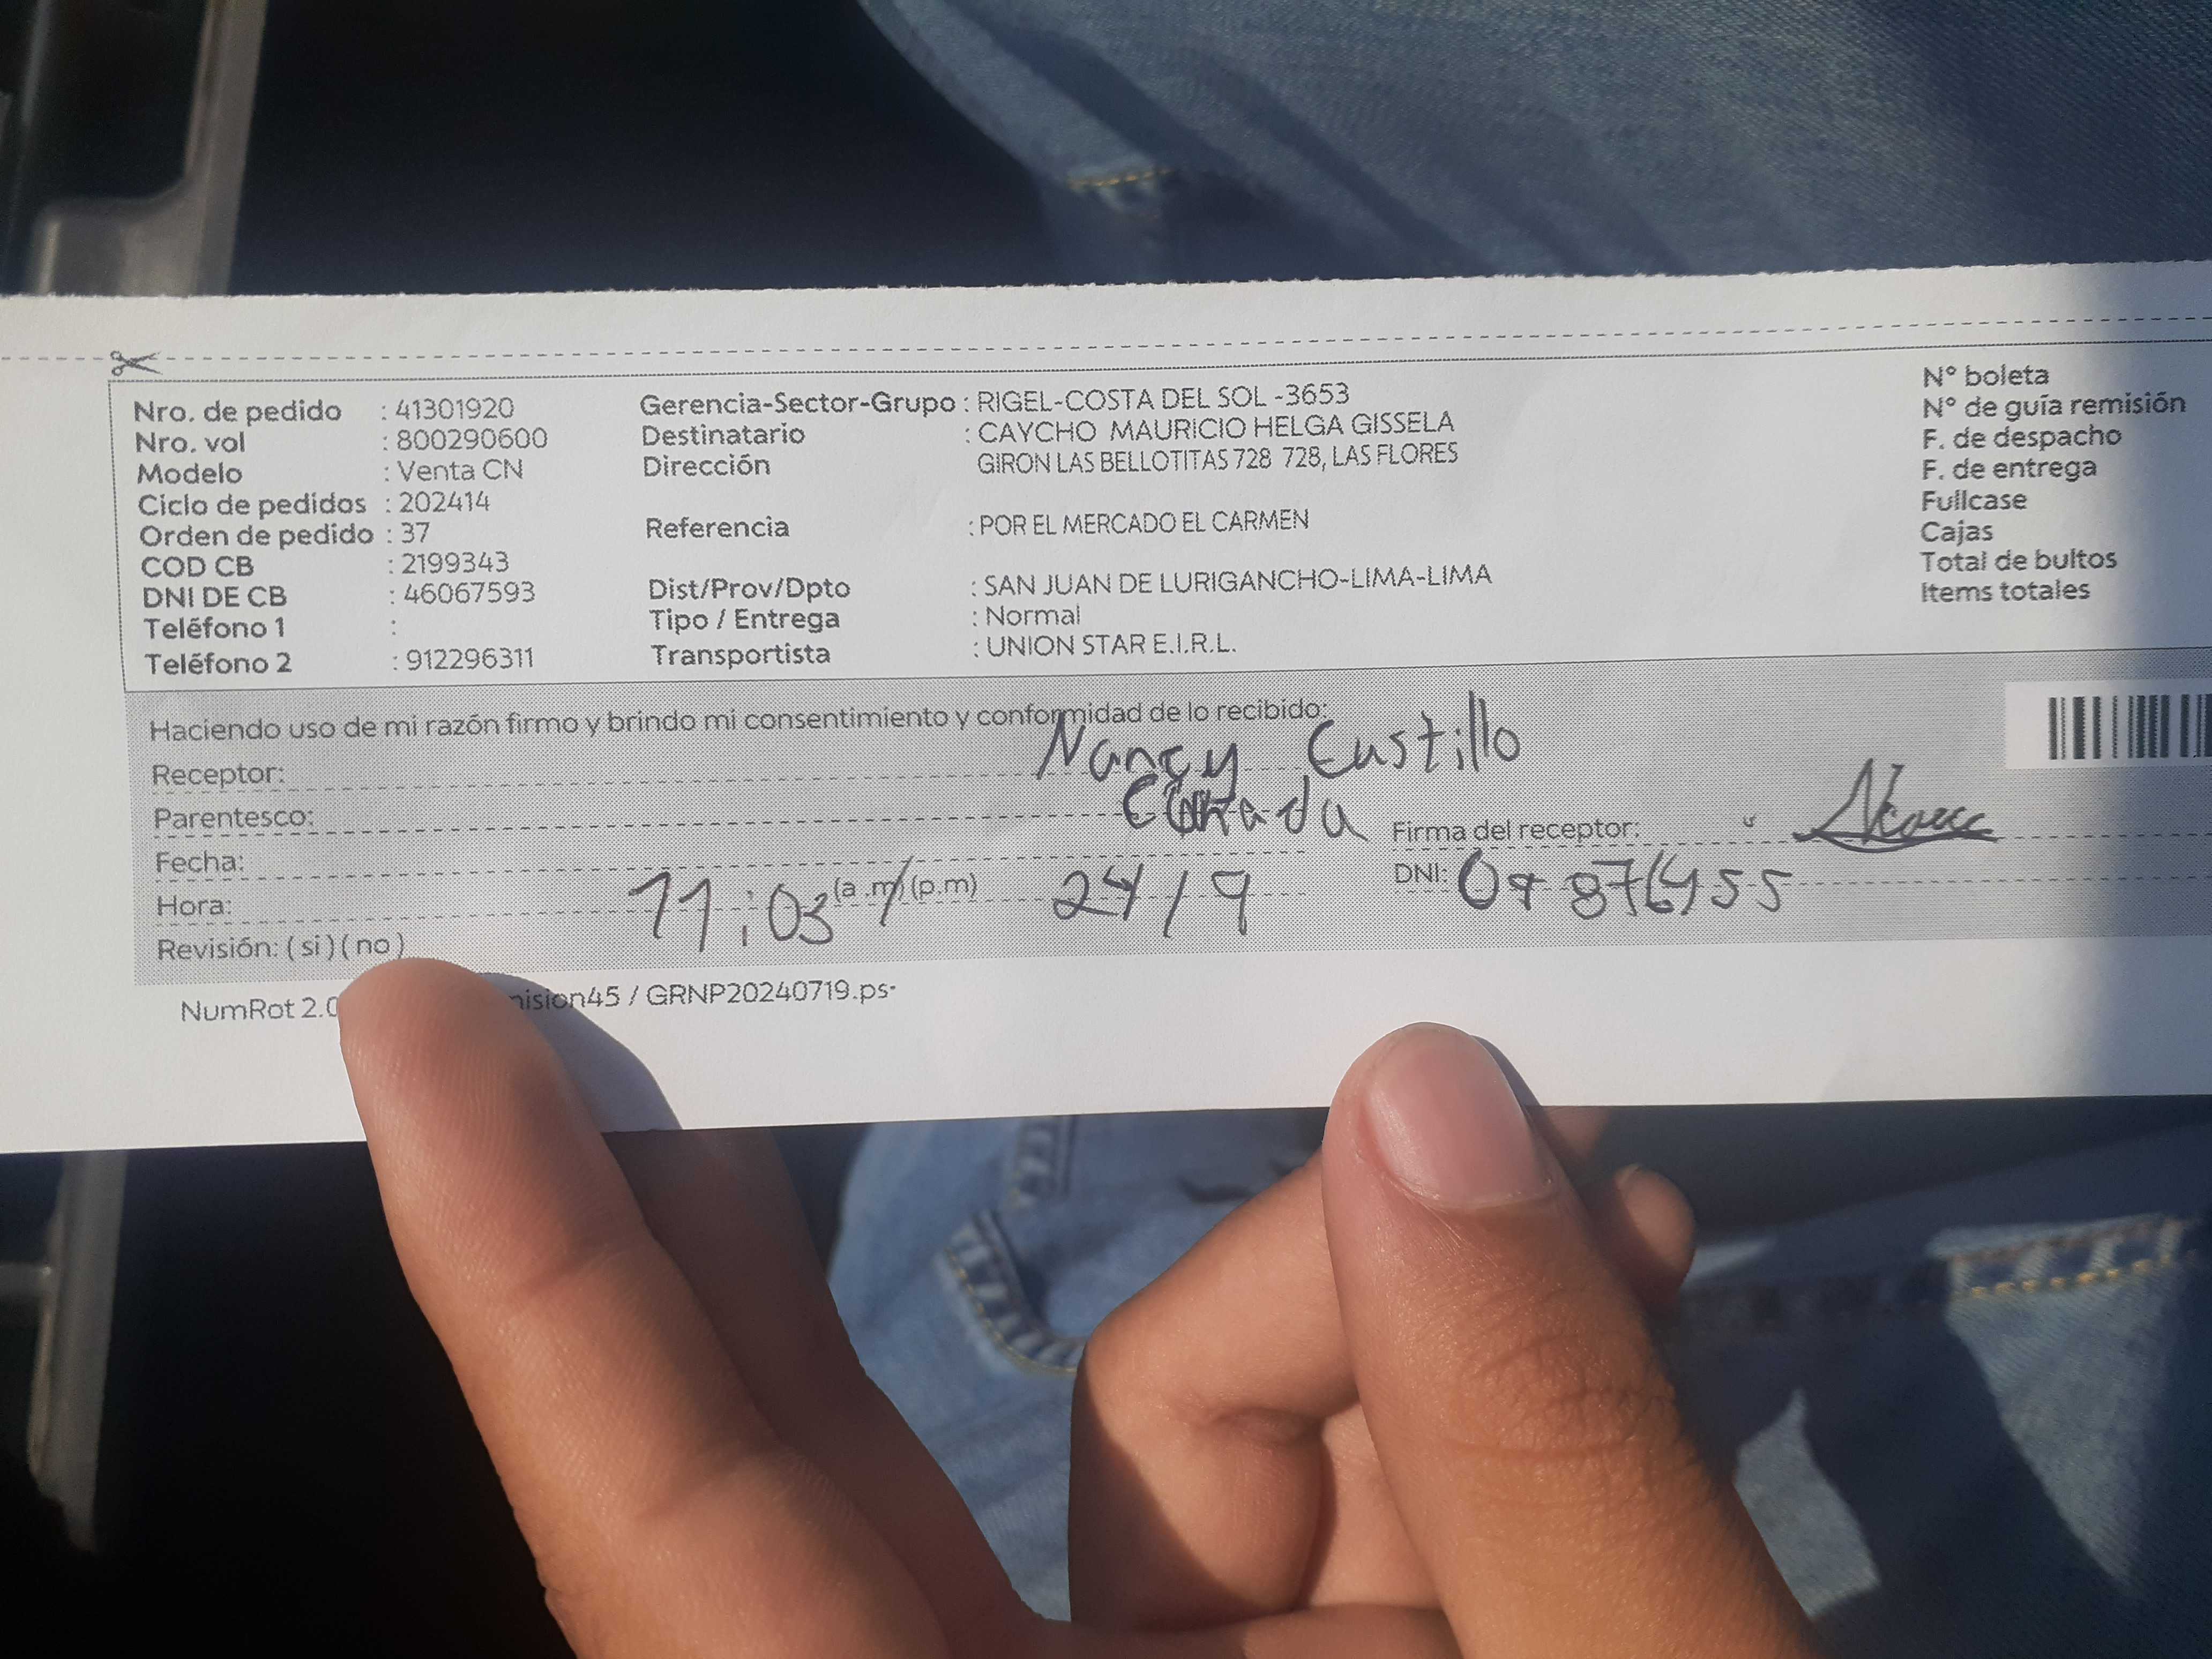 Nro. de pedido : 41301920
Nro. vol : 800290600
Modelo : Venta CN
Ciclo de pedidos : 202414
Orden de pedido : 37
COD CB : 2199343
DNI DE CB : 46067593
Teléfono 1 :
Teléfono 2 : 912296311
Gerencia-Sector-Grupo : RIGEL-COSTA DEL SOL -3653
Destinatario : CAYCHO MAURICIO HELGA GISSELA
Dirección GIRON LAS BELLOTITAS 728 728, LAS FLORES
Referencia : POR EL MERCADO EL CARMEN
Dist/Prov/Dpto : SAN JUAN DE LURIGANCHO-LIMA-LIMA
Tipo / Entrega : Normal
Transportista : UNION STAR E.I.R.L.
N° boleta
N° de guía remisión
F. de despacho
F. de entrega
Fullcase
Cajas
Total de bultos
Items totales
Haciendo uso de mi razón firmo y brindo mi consentimiento y conformidad de lo recibido:
Receptor: Nancy Castillo
Parentesco:
Firma del receptor:
Fecha: 24/9
DNI:
Hora: 11:03 (a.m) (p.m)
Revisión: (si) (no)
NumRot 2.0 / GRNP20240719.ps-